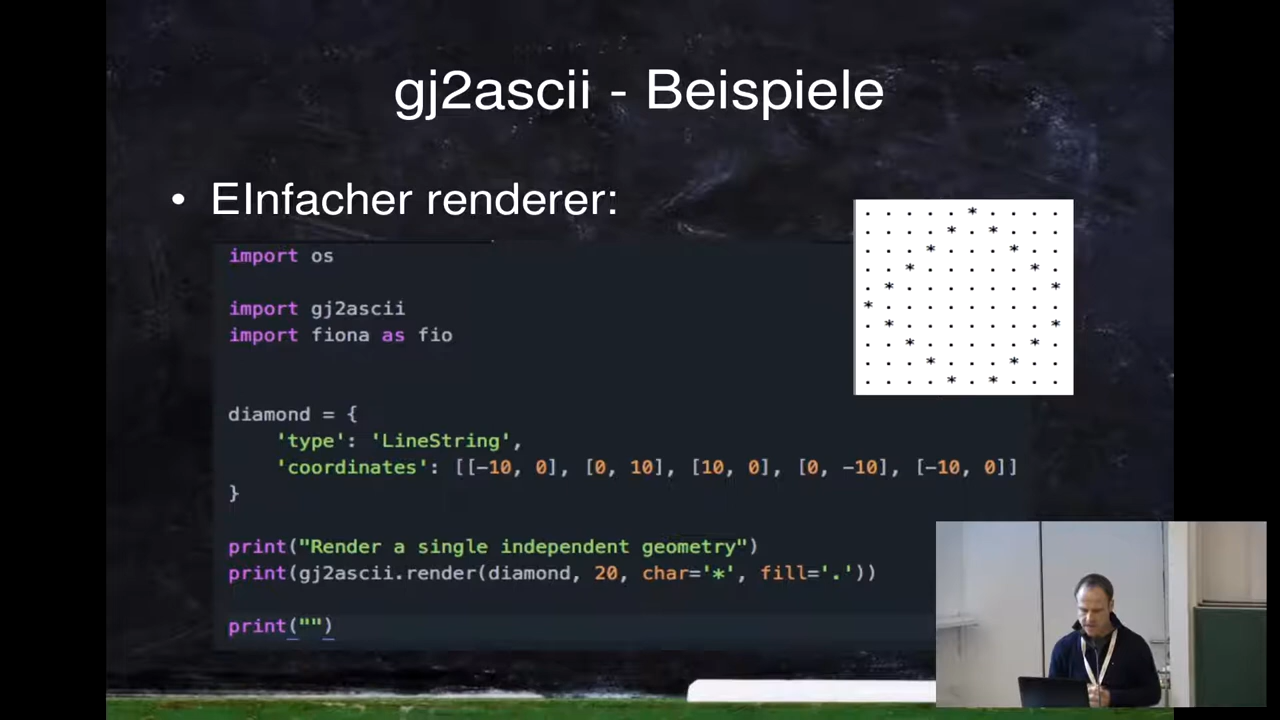 gj2ascii - Beispiele
• EInfacher renderer:
import os
import gj2ascii
import fiona as fio
diamond = {
'type': 'LineString',
'coordinates': [[-10, 0], [0, 10], [10, 0], [0, -10], [-10, 0]]
}
print("Render a single independent geometry")
print(gj2ascii.render(diamond, 20, char='*', fill='.'))
print("")
. . . . . * . . . .
. . . . * . * . . .
. . . * . . . * . .
. . * . . . . . * .
. * . . . . . . . *
* . . . . . . . . .
. * . . . . . . . *
. . * . . . . . * .
. . . * . . . * . .
. . . . * . * . . .